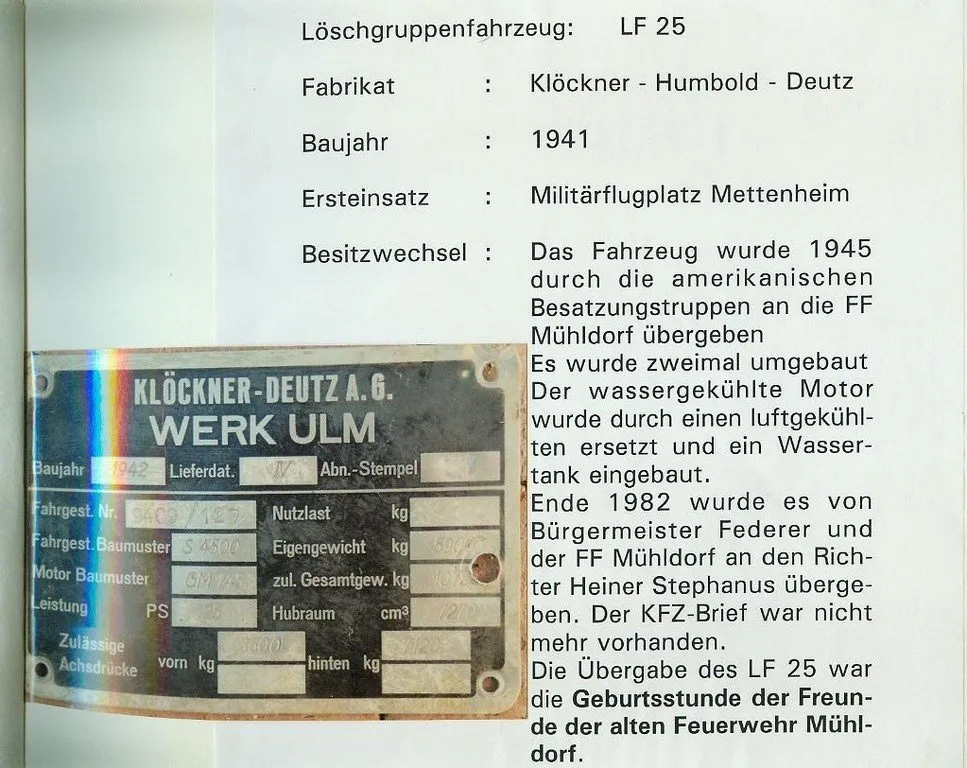 Löschgruppenfahrzeug: LF 25
Fabrikat : Klöckner - Humbold - Deutz
Baujahr : 1941
Ersteinsatz : Militärflugplatz Mettenheim
Besitzwechsel : Das Fahrzeug wurde 1945
durch die amerikanischen
Besatzungstruppen an die FF
Mühldorf übergeben
Es wurde zweimal umgebaut
Der wassergekühlte Motor
wurde durch einen luftgekühl-
ten ersetzt und ein Wasser-
tank eingebaut.
Ende 1982 wurde es von
Bürgermeister Federer und
der FF Mühldorf an den Rich-
ter Heiner Stephanus überge-
ben. Der KFZ-Brief war nicht
mehr vorhanden.
Die Übergabe des LF 25 war
die Geburtsstunde der Freun-
de der alten Feuerwehr Mühl-
dorf.
KLÖCKNER-DEUTZ A.G.
WERK ULM
Baujahr 1942 Lieferdat. IV Abn.-Stempel
Fahrgest. Nr. Nutzlast kg
Fahrgest.Baumuster S 4500 Eigengewicht kg
Motor Baumuster zul. Gesamtgew. kg
Leistung PS Hubraum cm³
Zulässige
Achsdrücke vorn kg hinten kg